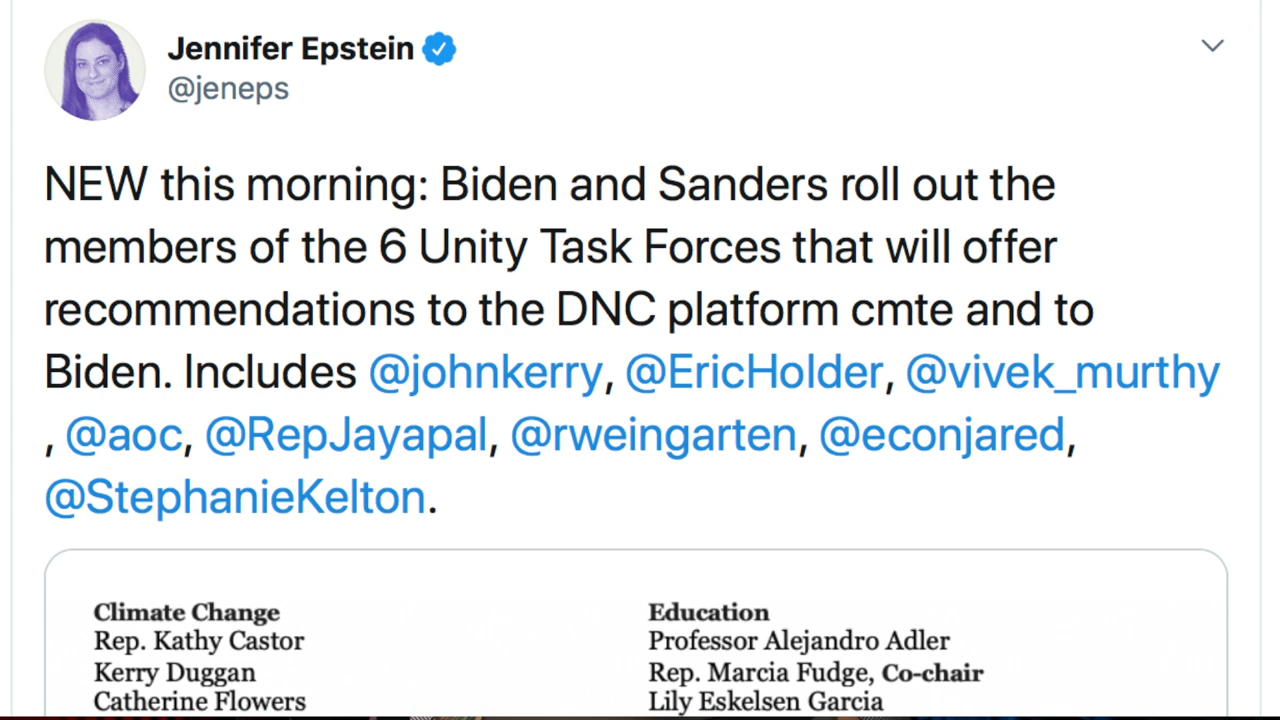 Jennifer Epstein
@jeneps
NEW this morning: Biden and Sanders roll out the
members of the 6 Unity Task Forces that will offer
recommendations to the DNC platform cmte and to
Biden. Includes @johnkerry, @EricHolder, @vivek_murthy
, @aoc, @RepJayapal, @rweingarten, @econjared,
@StephanieKelton.
Climate Change
Rep. Kathy Castor
Kerry Duggan
Catherine Flowers
Education
Professor Alejandro Adler
Rep. Marcia Fudge, Co-chair
Lily Eskelsen Garcia